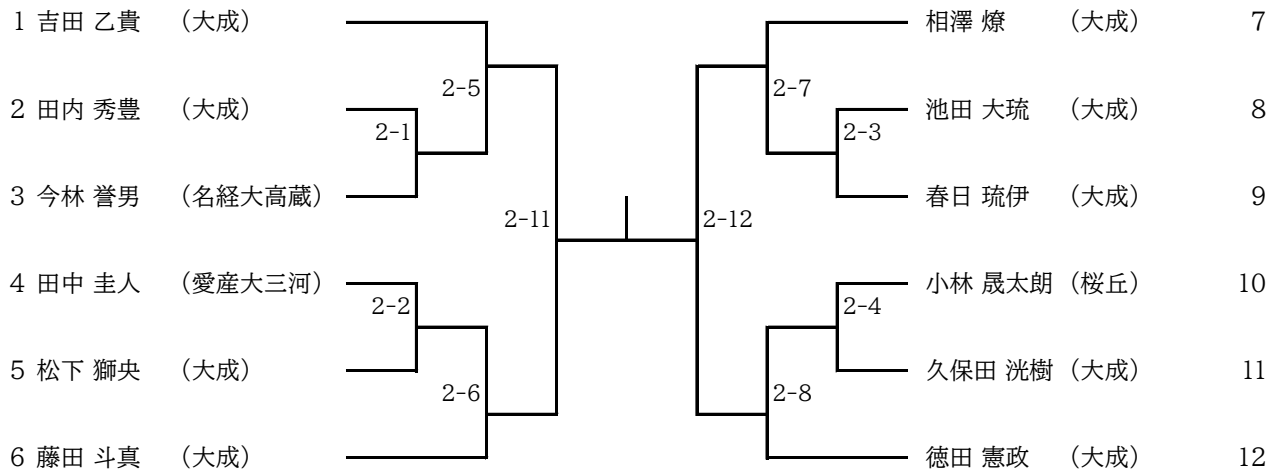 1 吉田 乙貴 （大成） 相澤 燎 （大成） 7
2-5 2-7
2 田内 秀豊 （大成） 池田 大琉 （大成） 8
2-1 2-3
3 今林 誉男 （名経大高蔵） 春日 琉伊 （大成） 9
2-11 2-12
4 田中 圭人 （愛産大三河） 小林 晟太朗 （桜丘） 10
2-2 2-4
5 松下 獅央 （大成） 久保田 洸樹 （大成） 11
2-6 2-8
6 藤田 斗真 （大成） 徳田 憲政 （大成） 12